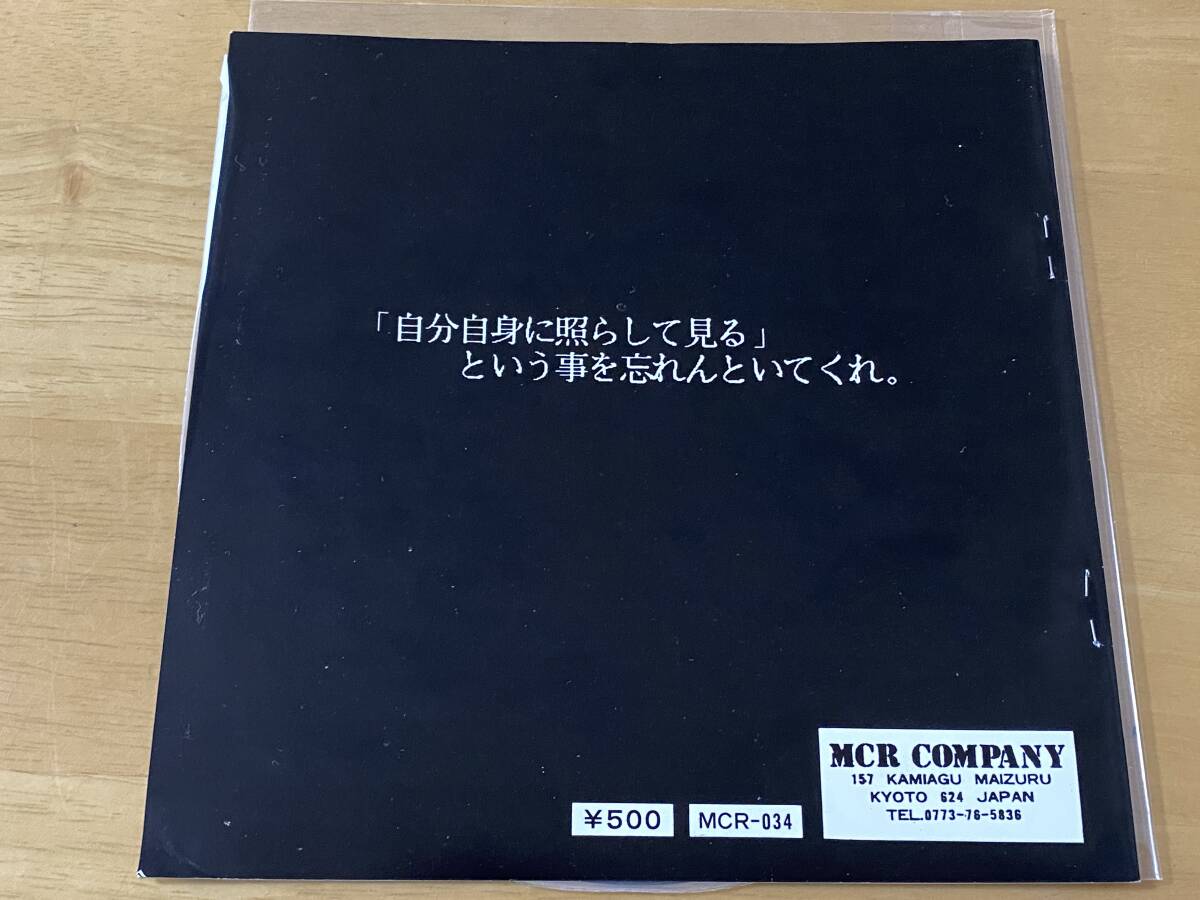 「自分自身に照らして見る」
という事を忘れんといてくれ。
¥500
MCR-034
MCR COMPANY
157 KAMIAGU MAIZURU
KYOTO 624 JAPAN
TEL.0773-76-5836